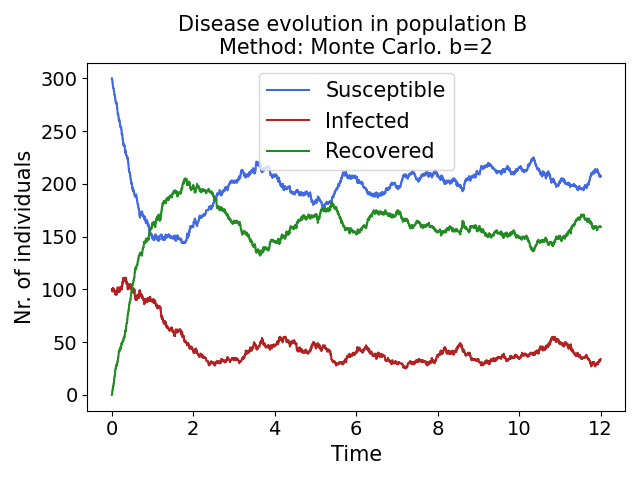 Disease evolution in population B
Method: Monte Carlo. b=2
Susceptible
Infected
Recovered
300
250
200
150
100
50
0
Nr. of individuals
0 2 4 6 8 10 12
Time